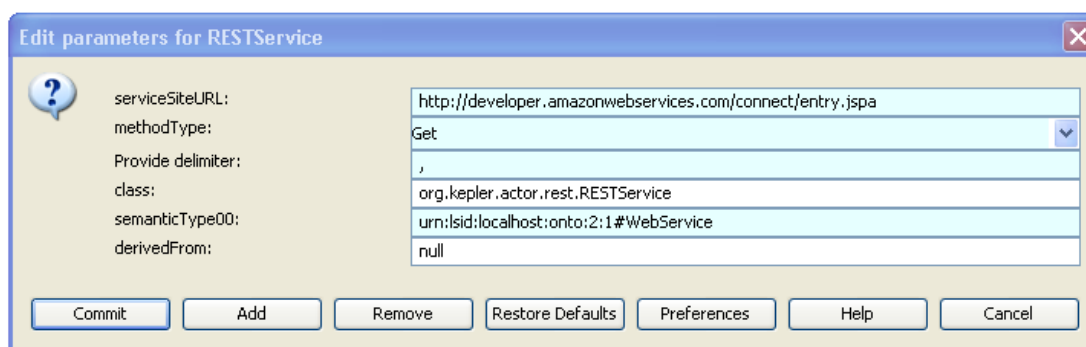 Edit parameters for RESTService
serviceSiteURL: http://developer.amazonwebservices.com/connect/entry.jspa
methodType: Get
Provide delimiter: ,
class: org.kepler.actor.rest.RESTService
semanticType00: urn:lsid:localhost:onto:2:1#WebService
derivedFrom: null
Commit Add Remove Restore Defaults Preferences Help Cancel